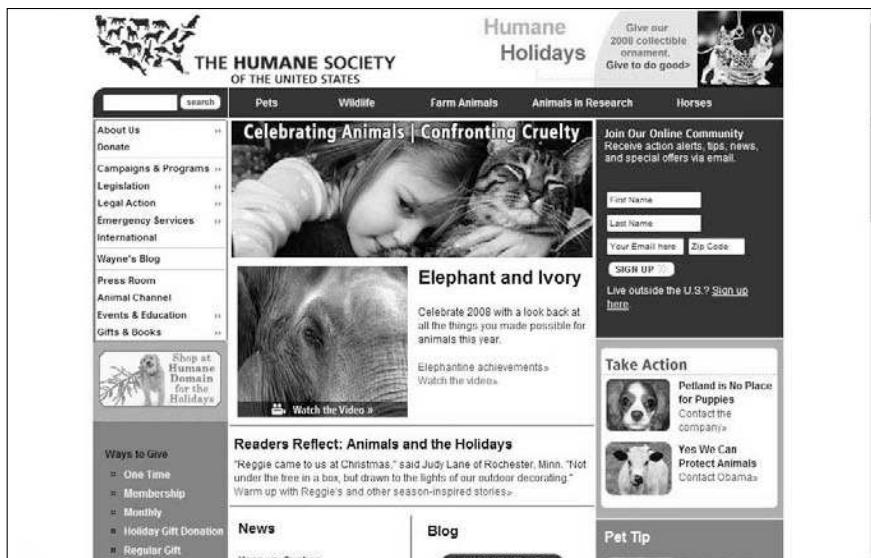 THE HUMANE SOCIETY
OF THE UNITED STATES
Humane
Holidays
Give our
2008 collectible
ornament.
Give to do good>
search
Pets
Wildlife
Farm Animals
Animals in Research
Horses
About Us
Donate
Campaigns & Programs
Legislation
Legal Action
Emergency Services
International
Wayne's Blog
Press Room
Animal Channel
Events & Education
Gifts & Books
Shop at
Humane
Domain
for the
Holidays
Ways to Give
One Time
Membership
Monthly
Holiday Gift Donation
Regular Gift
Celebrating Animals | Confronting Cruelty
Watch the Video »
Elephant and Ivory
Celebrate 2008 with a look back at
all the things you made possible for
animals this year.
Elephantine achievements»
Watch the video»
Readers Reflect: Animals and the Holidays
"Reggie came to us at Christmas," said Judy Lane of Rochester, Minn. "Not
under the tree in a box, but drawn to the lights of our outdoor decorating."
Warm up with Reggie's and other season-inspired stories»
News
Blog
Join Our Online Community
Receive action alerts, tips, news,
and special offers via email.
First Name
Last Name
Your Email here
Zip Code
SIGN UP »
Live outside the U.S.? Sign up
here.
Take Action
Petland is No Place
for Puppies
Contact the
company»
Yes We Can
Protect Animals
Contact Obama»
Pet Tip